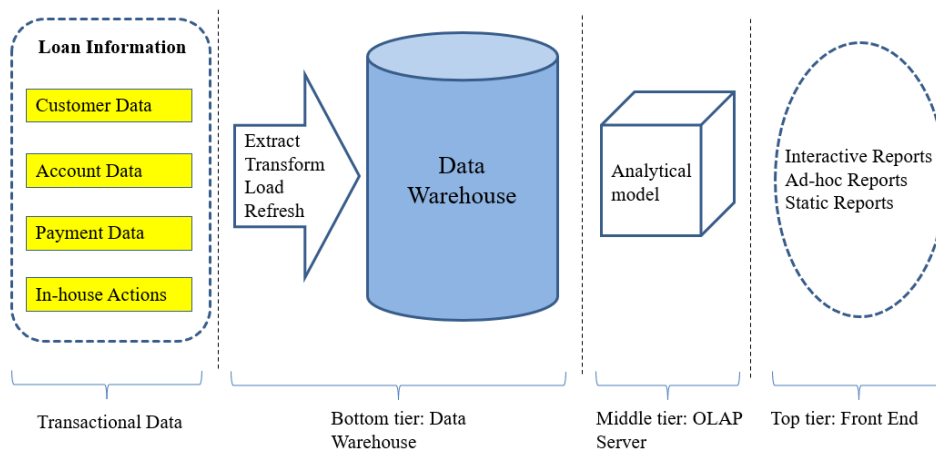 Loan Information
Customer Data
Account Data
Payment Data
In-house Actions
Extract
Transform
Load
Refresh
Data
Warehouse
Analytical
model
Interactive Reports
Ad-hoc Reports
Static Reports
Transactional Data
Bottom tier: Data
Warehouse
Middle tier: OLAP
Server
Top tier: Front End